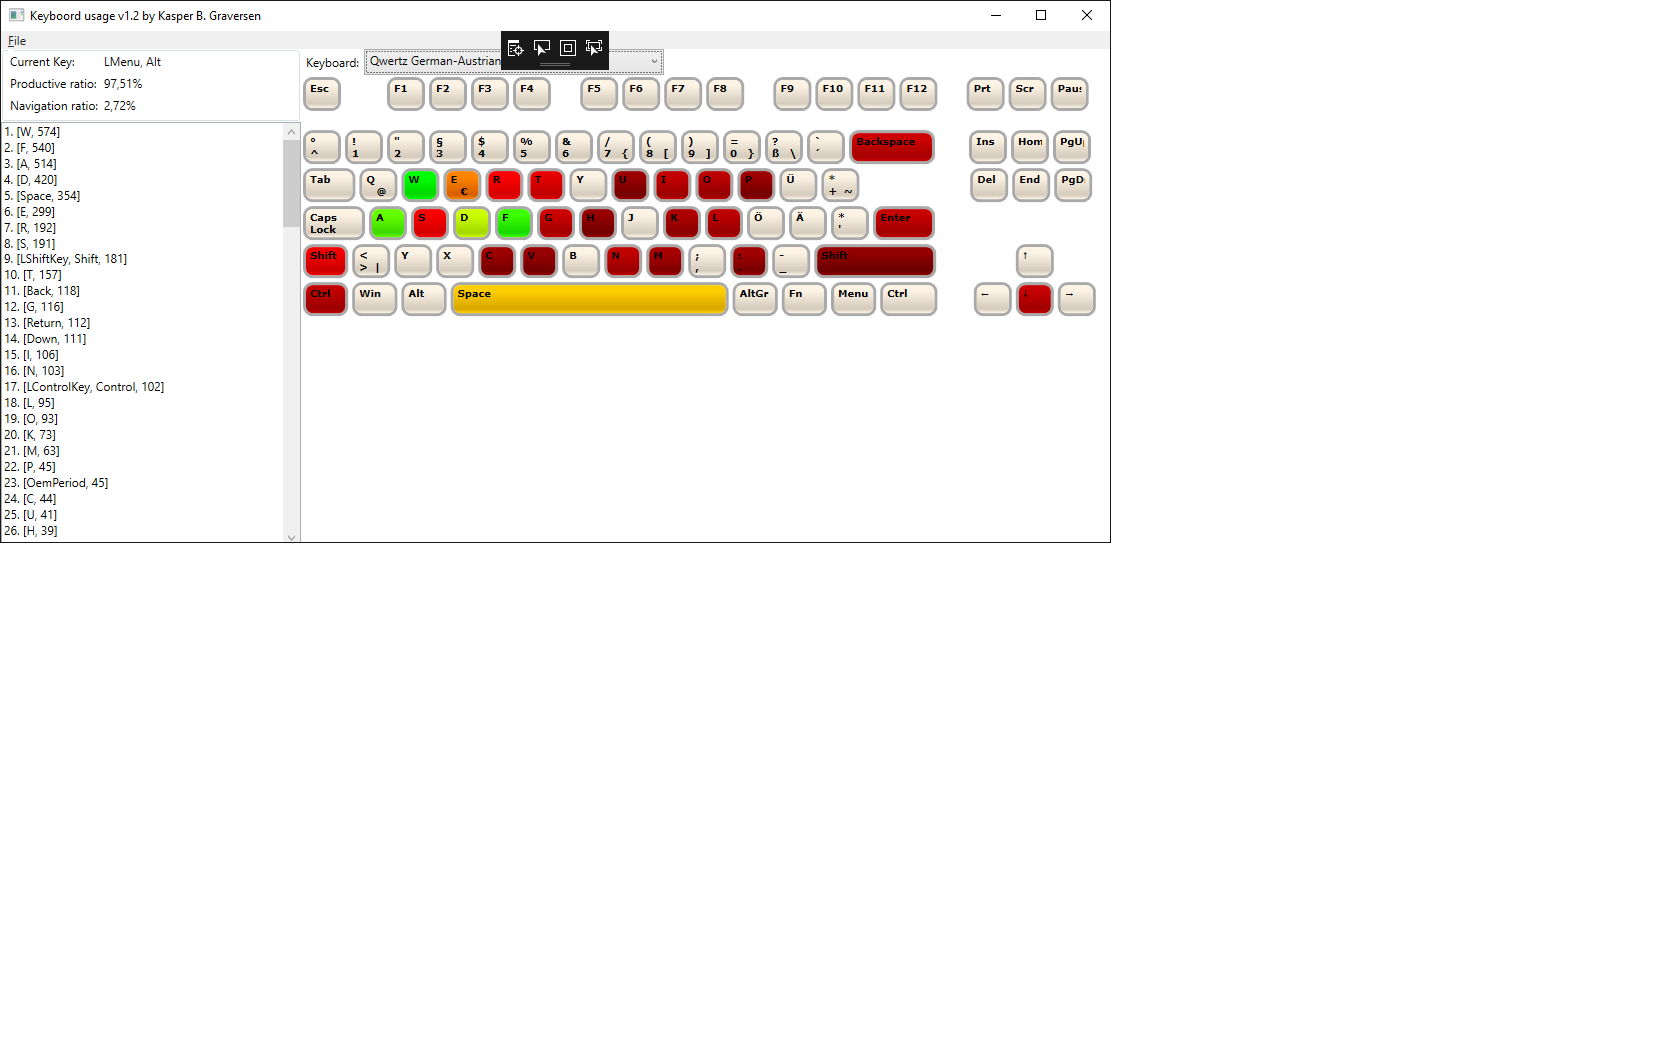 Keyboord usage v1.2 by Kasper B. Graversen
File
Current Key: LMenu, Alt
Productive ratio: 97,51%
Navigation ratio: 2,72%
1. [W, 574]
2. [F, 540]
3. [A, 514]
4. [D, 420]
5. [Space, 354]
6. [E, 299]
7. [R, 192]
8. [S, 191]
9. [LShiftKey, Shift, 181]
10. [T, 157]
11. [Back, 118]
12. [G, 116]
13. [Return, 112]
14. [Down, 111]
15. [I, 106]
16. [N, 103]
17. [LControlKey, Control, 102]
18. [L, 95]
19. [O, 93]
20. [K, 73]
21. [M, 63]
22. [P, 45]
23. [OemPeriod, 45]
24. [C, 44]
25. [U, 41]
26. [H, 39]
Keyboard: Qwertz German-Austrian
Esc F1 F2 F3 F4 F5 F6 F7 F8 F9 F10 F11 F12 Prt Scr Paus
° ! " § $ % & / ( ) = ? ` Backspace Ins Hom PgU
^ 1 2 3 4 5 6 7 { 8 [ 9 ] 0 } ß \ ´
Tab Q W E R T Y U I O P Ü * Del End PgD
@ € + ~
Caps A S D F G H J K L Ö Ä * Enter
Lock '
Shift < Y X C V B N M ; : - Shift ↑
> | , . _
Ctrl Win Alt Space AltGr Fn Menu Ctrl ← ↓ →